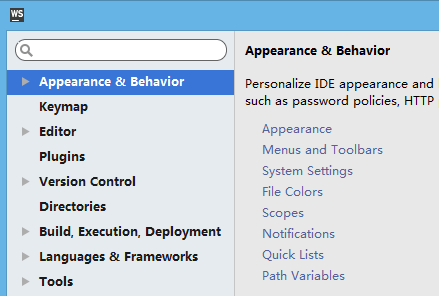 WS
Appearance & Behavior
Keymap
Editor
Plugins
Version Control
Directories
Build, Execution, Deployment
Languages & Frameworks
Tools
Appearance & Behavior
Personalize IDE appearance and
such as password policies, HTTP
Appearance
Menus and Toolbars
System Settings
File Colors
Scopes
Notifications
Quick Lists
Path Variables